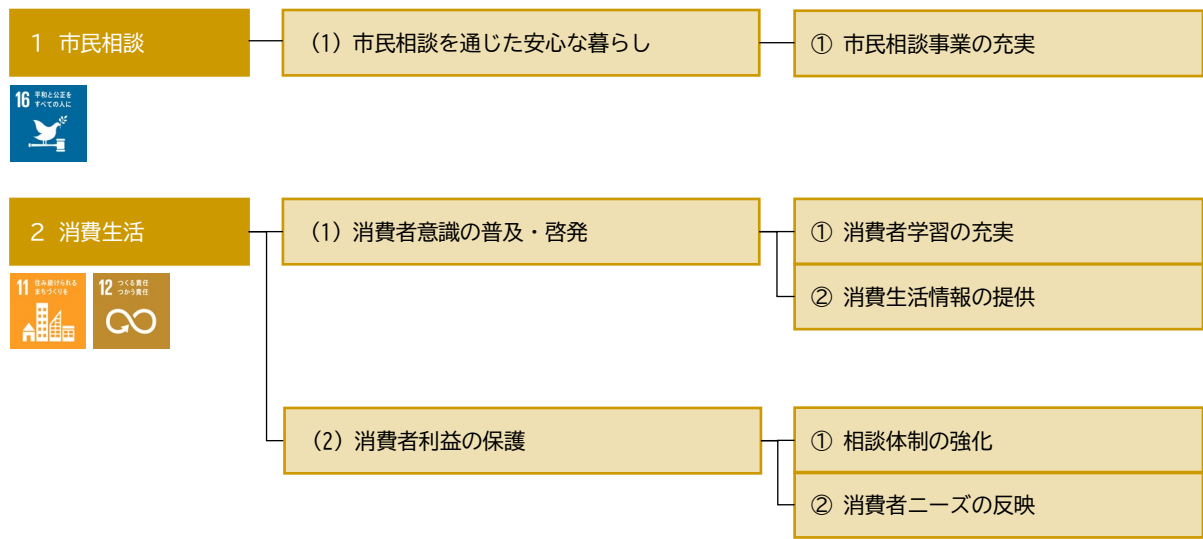 1 市民相談
(1) 市民相談を通じた安心な暮らし
① 市民相談事業の充実
16 平和と公正を
すべての人に
2 消費生活
(1) 消費者意識の普及・啓発
① 消費者学習の充実
② 消費生活情報の提供
11 住み続けられる
まちづくりを
12 つくる責任
つかう責任
(2) 消費者利益の保護
① 相談体制の強化
② 消費者ニーズの反映